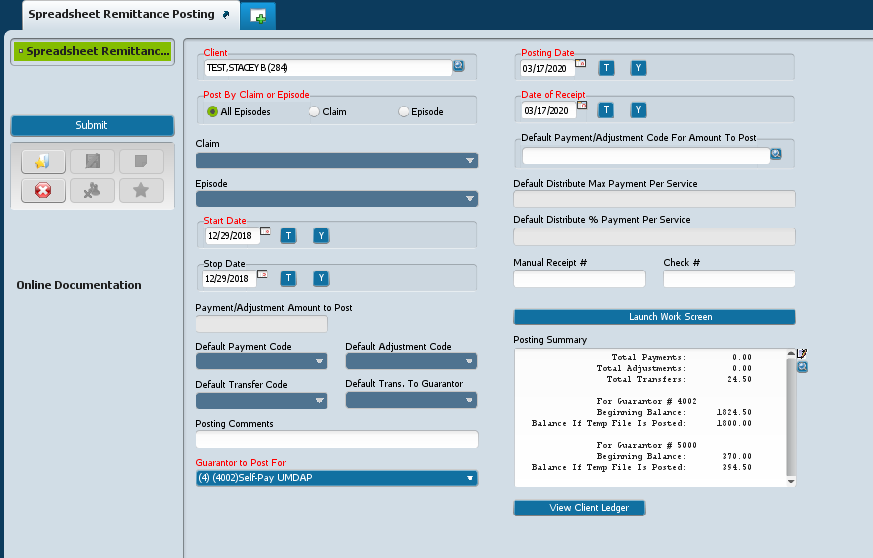 Spreadsheet Remittance Posting
Spreadsheet Remittanc...
Submit
Online Documentation
Client
TEST,STACEY B (284)
Post By Claim or Episode
All Episodes
Claim
Episode
Claim
Episode
Start Date
12/29/2018
T
Y
Stop Date
12/29/2018
T
Y
Payment/Adjustment Amount to Post
Default Payment Code
Default Adjustment Code
Default Transfer Code
Default Trans. To Guarantor
Posting Comments
Guarantor to Post For
(4) (4002)Self-Pay UMDAP
Posting Date
03/17/2020
T
Y
Date of Receipt
03/17/2020
T
Y
Default Payment/Adjustment Code For Amount To Post
Default Distribute Max Payment Per Service
Default Distribute % Payment Per Service
Manual Receipt #
Check #
Launch Work Screen
Posting Summary
Total Payments: 0.00
Total Adjustments: 0.00
Total Transfers: 24.50
For Guarantor # 4002
Beginning Balance: 1824.50
Balance If Temp File Is Posted: 1800.00
For Guarantor # 5000
Beginning Balance: 370.00
Balance If Temp File Is Posted: 394.50
View Client Ledger